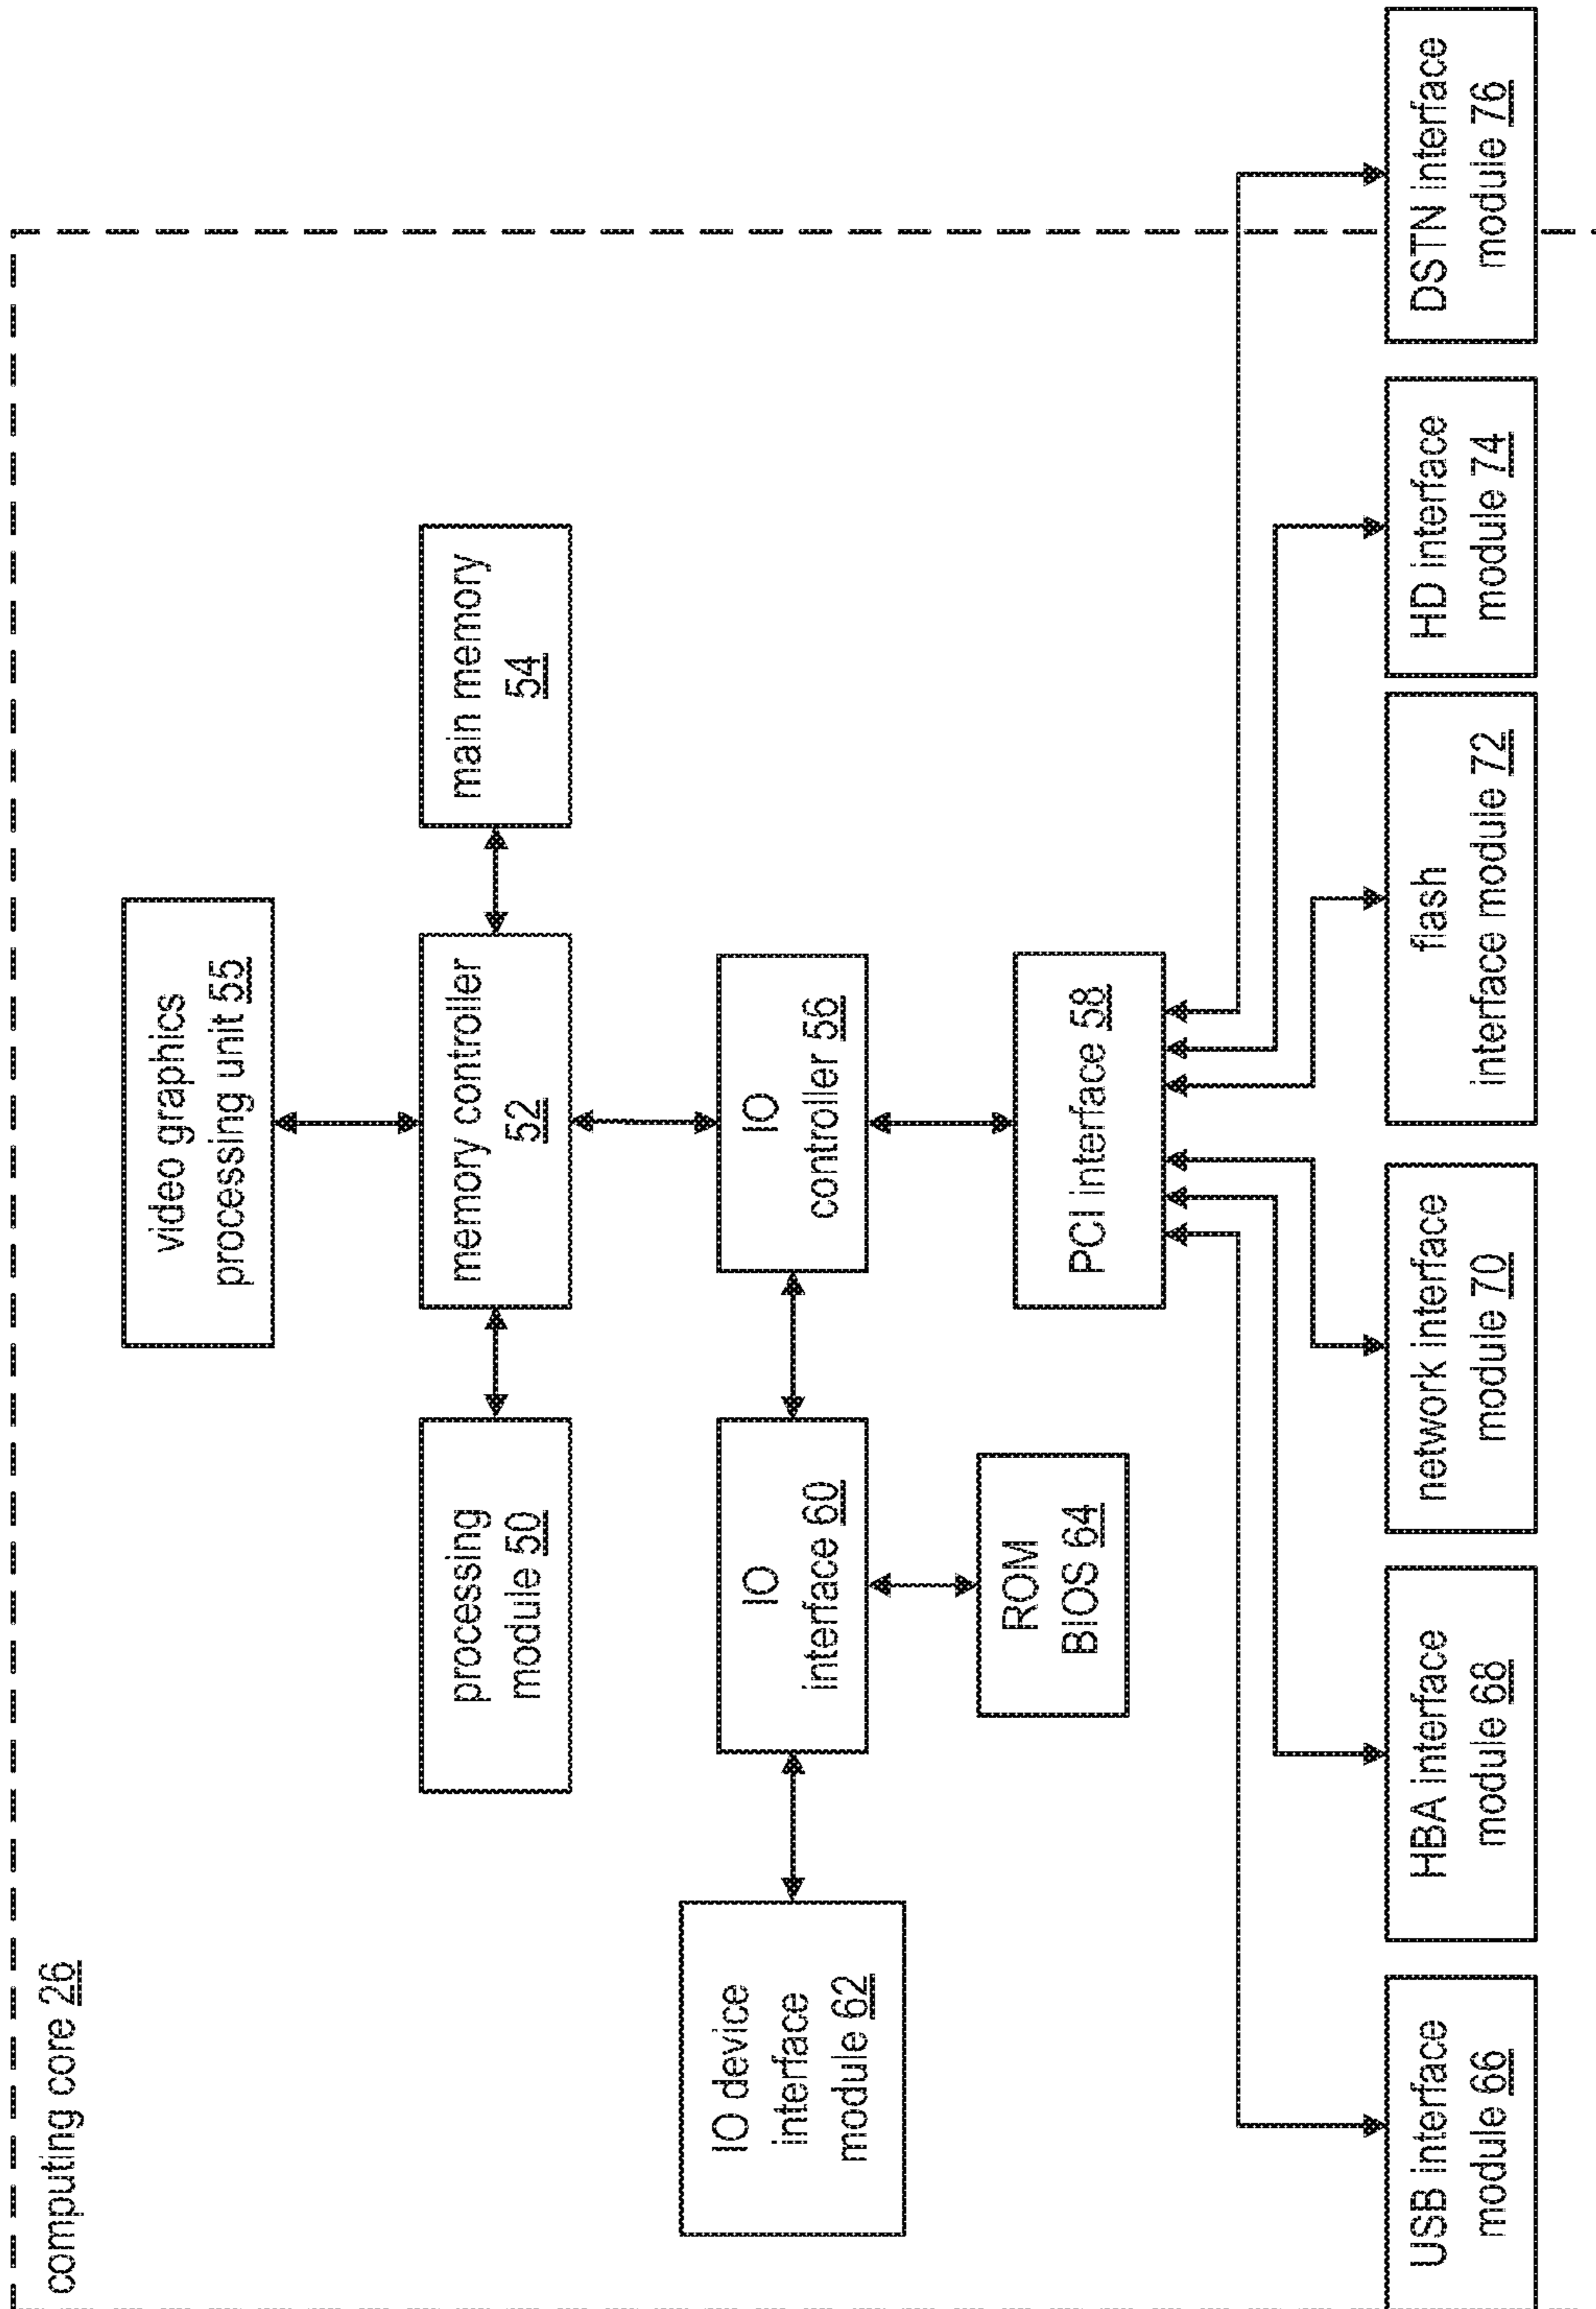 computing core 26
video graphics
processing unit 55
processing
module 50
memory controller
52
main memory
54
IO device
interface
module 62
IO
interface 60
IO
controller 56
ROM
BIOS 64
PCI interface 58
USB interface
module 66
HBA interface
module 68
network interface
module 70
flash
interface module 72
HD interface
module 74
DSTN interface
module 76